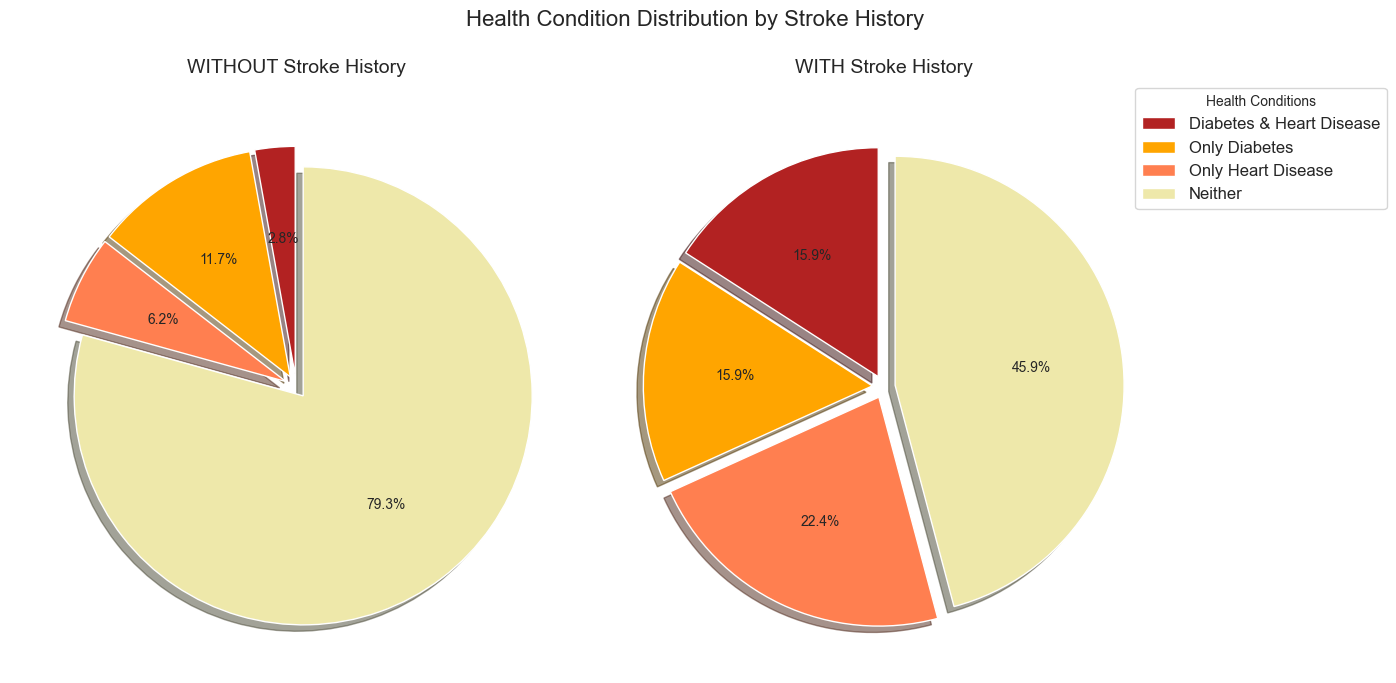 Health Condition Distribution by Stroke History
WITHOUT Stroke History
2.8%
11.7%
6.2%
79.3%
WITH Stroke History
15.9%
15.9%
45.9%
22.4%
Health Conditions
Diabetes & Heart Disease
Only Diabetes
Only Heart Disease
Neither